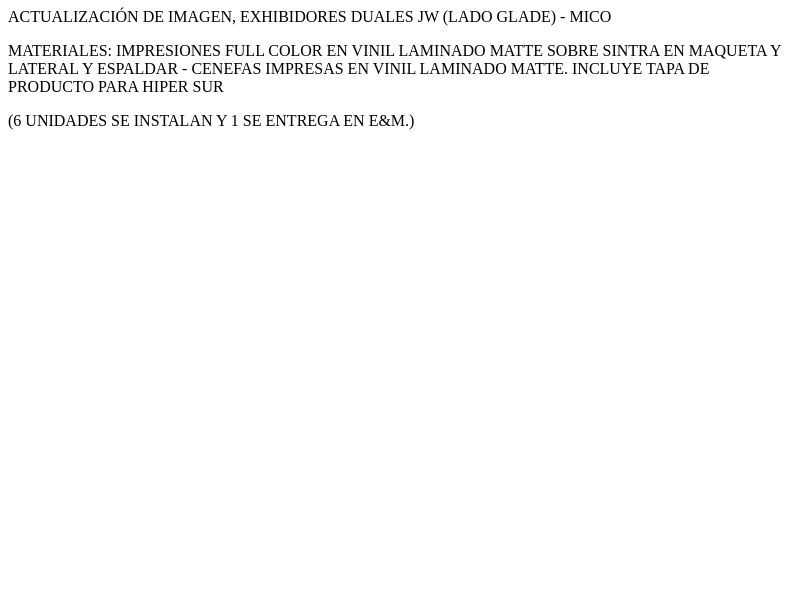 ACTUALIZACIÓN DE IMAGEN, EXHIBIDORES DUALES JW (LADO GLADE) - MICO
MATERIALES: IMPRESIONES FULL COLOR EN VINIL LAMINADO MATTE SOBRE SINTRA EN MAQUETA Y
LATERAL Y ESPALDAR - CENEFAS IMPRESAS EN VINIL LAMINADO MATTE. INCLUYE TAPA DE
PRODUCTO PARA HIPER SUR
(6 UNIDADES SE INSTALAN Y 1 SE ENTREGA EN E&M.)